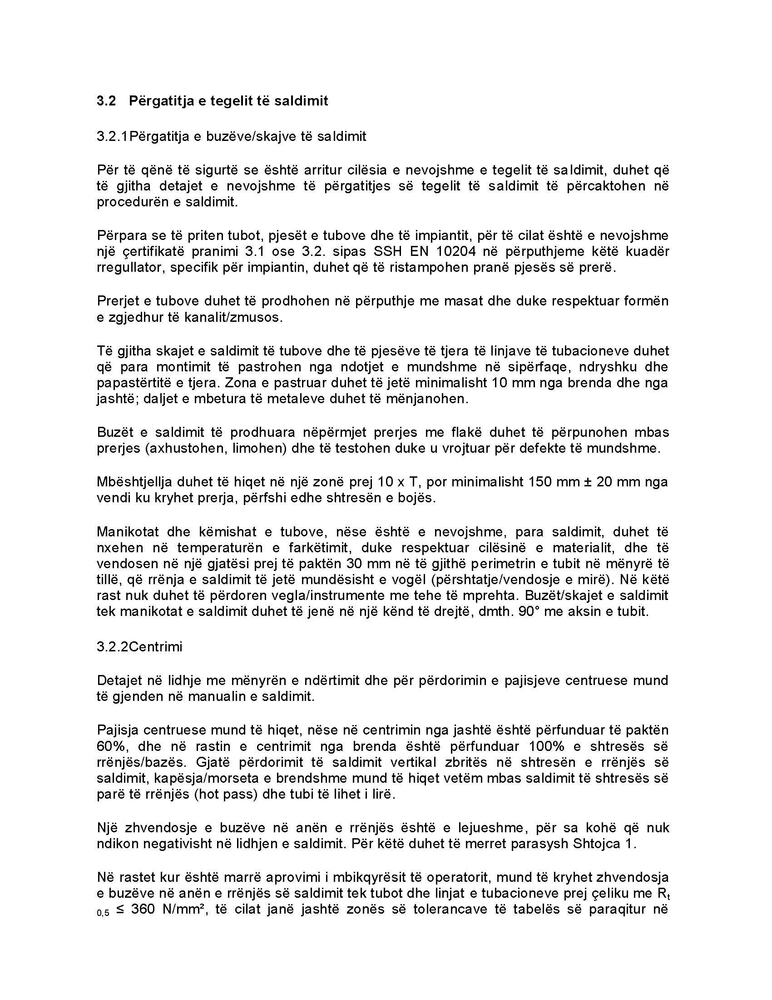 3.2 Përgatitja e tegelit të saldimit
3.2.1Përgatitja e buzëve/skajve të saldimit
Për të qënë të sigurtë se është arritur cilësia e nevojshme e tegelit të saldimit, duhet që
të gjitha detajet e nevojshme të përgatitjes së tegelit të saldimit të përcaktohen në
procedurën e saldimit.
Përpara se të priten tubot, pjesët e tubove dhe të impiantit, për të cilat është e nevojshme
një çertifikatë pranimi 3.1 ose 3.2. sipas SSH EN 10204 në përputhjeme këtë kuadër
rregullator, specifik për impiantin, duhet që të ristampohen pranë pjesës së prerë.
Prerjet e tubove duhet të prodhohen në përputhje me masat dhe duke respektuar formën
e zgjedhur të kanalit/zmusos.
Të gjitha skajet e saldimit të tubove dhe të pjesëve të tjera të linjave të tubacioneve duhet
që para montimit të pastrohen nga ndotjet e mundshme në sipërfaqe, ndryshku dhe
papastërtitë e tjera. Zona e pastruar duhet të jetë minimalisht 10 mm nga brenda dhe nga
jashtë; daljet e mbetura të metaleve duhet të mënjanohen.
Buzët e saldimit të prodhuara nëpërmjet prerjes me flakë duhet të përpunohen mbas
prerjes (axhustohen, limohen) dhe të testohen duke u vrojtuar për defekte të mundshme.
Mbështjellja duhet të hiqet në një zonë prej 10 x T, por minimalisht 150 mm ± 20 mm nga
vendi ku kryhet prerja, përfshi edhe shtresën e bojës.
Manikotat dhe këmishat e tubove, nëse është e nevojshme, para saldimit, duhet të
nxehen në temperaturën e farkëtimit, duke respektuar cilësinë e materialit, dhe të
vendosen në një gjatësi prej të paktën 30 mm në të gjithë perimetrin e tubit në mënyrë të
tillë, që rrënja e saldimit të jetë mundësisht e vogël (përshtatje/vendosje e mirë). Në këtë
rast nuk duhet të përdoren vegla/instrumente me tehe të mprehta. Buzët/skajet e saldimit
tek manikotat e saldimit duhet të jenë në një kënd të drejtë, dmth. 90° me aksin e tubit.
3.2.2Centrimi
Detajet në lidhje me mënyrën e ndërtimit dhe për përdorimin e pajisjeve centruese mund
të gjenden në manualin e saldimit.
Pajisja centruese mund të hiqet, nëse në centrimin nga jashtë është përfunduar të paktën
60%, dhe në rastin e centrimit nga brenda është përfunduar 100% e shtresës së
rrënjës/bazës. Gjatë përdorimit të saldimit vertikal zbritës në shtresën e rrënjës së
saldimit, kapësja/morseta e brendshme mund të hiqet vetëm mbas saldimit të shtresës së
parë të rrënjës (hot pass) dhe tubi të lihet i lirë.
Një zhvendosje e buzëve në anën e rrënjës është e lejueshme, për sa kohë që nuk
ndikon negativisht në lidhjen e saldimit. Për këtë duhet të merret parasysh Shtojca 1.
Në rastet kur është marrë aprovimi i mbikqyrësit të operatorit, mund të kryhet zhvendosja
e buzëve në anën e rrënjës së saldimit tek tubot dhe linjat e tubacioneve prej çeliku me Rt
0,5 ≤ 360 N/mm², të cilat janë jashtë zonës së tolerancave të tabelës së paraqitur në